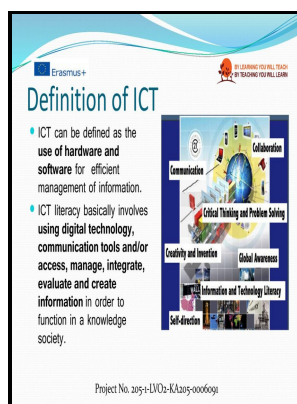 Erasmus+
BY LEARNING YOU WILL TEACH
BY TEACHING YOU WILL LEARN
Definition of ICT
ICT can be defined as the
use of hardware and
software for efficient
management of information.
ICT literacy basically involves
using digital technology,
communication tools and/or
access, manage, integrate,
evaluate and create
information in order to
function in a knowledge
society.
Collaboration
Communication
Critical Thinking and Problem Solving
Creativity and Invention
Global Awareness
Information and Technology Literacy
Self-direction
Project No. 205-1-LVO2-KA205-0006091